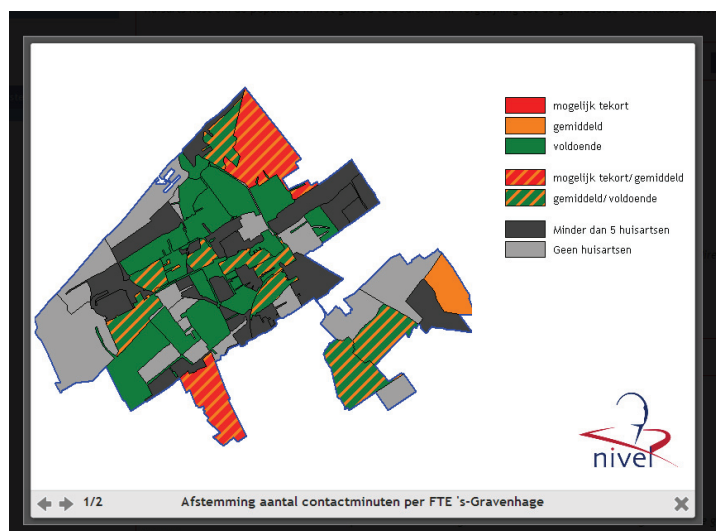 mogelijk tekort
gemiddeld
voldoende
mogelijk tekort/gemiddeld
gemiddeld/voldoende
Minder dan 5 huisartsen
Geen huisartsen
nivel
1/2 Afstemming aantal contactminuten per FTE 's-Gravenhage